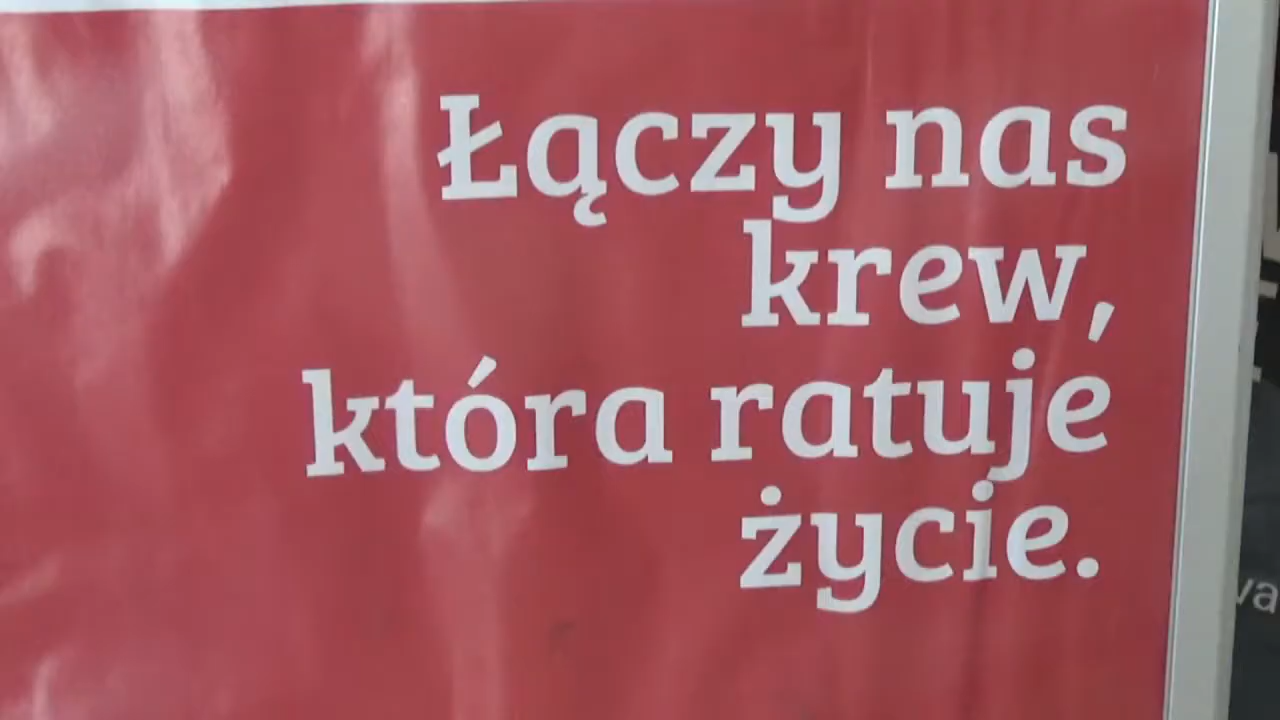 Łączy nas
krew,
która ratuje
życie.